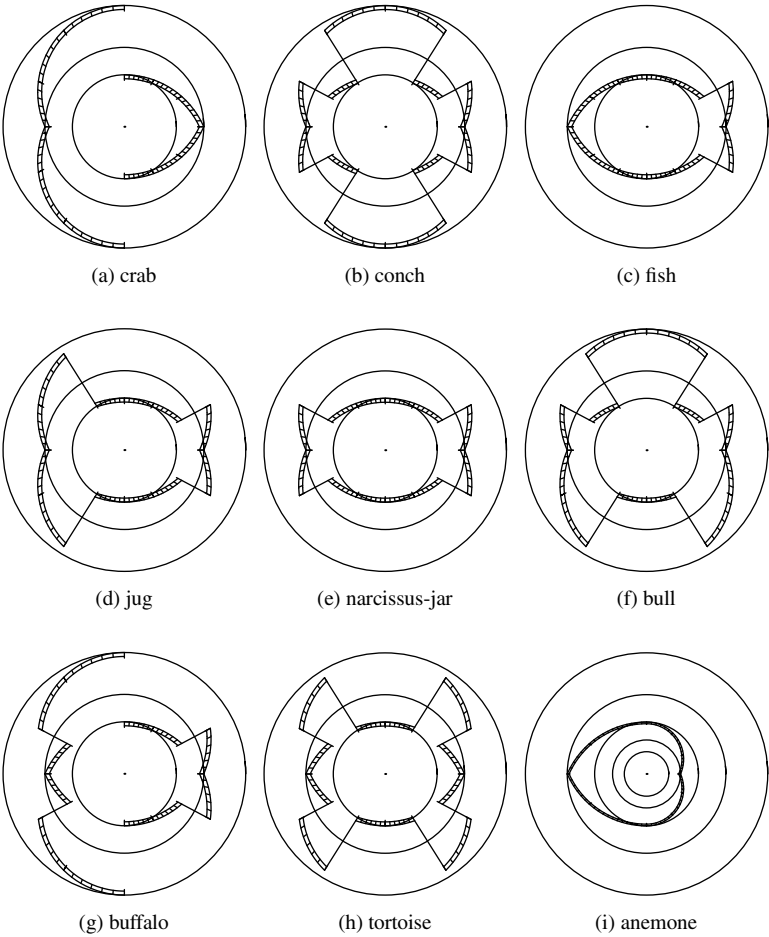 (a) crab
(b) conch
(c) fish
(d) jug
(e) narcissus-jar
(f) bull
(g) buffalo
(h) tortoise
(i) anemone